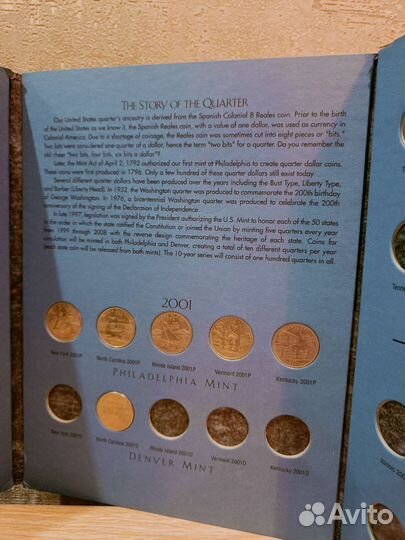 THE STORY OF THE QUARTER
Our United States quarter's ancestry is derived from the Spanish Colonial 8 Reales coin. Prior to the birth
of the United States as we know it, the Spanish Reales coin, with a value of one dollar, was used as currency in
Colonial America. Due to a shortage of coinage, the Reales coin was sometimes cut into eight pieces or "bits."
Two bits were considered one-quarter of a dollar, hence the term "two bits" for a quarter. Do you remember the
old cheer "two bits, four bits, six bits a dollar"?
Later, the Mint Act of April 2, 1792 authorized our first mint at Philadelphia to create quarter dollar coins.
These coins were first produced in 1796. Only a few hundred of these quarter dollars still exist today.
Several different quarter dollars have been produced over the years including the Bust Type, Liberty Type,
and Barber (Liberty Head). In 1932, the Washington quarter was produced to commemorate the 200th birthday
of George Washington. In 1976, a bicentennial Washington quarter was produced to celebrate the 200th
anniversary of the signing of the Declaration of Independence.
In late 1997, legislation was signed by the President authorizing the U.S. Mint to honor each of the 50 states
in the order in which the state ratified the Constitution or joined the Union by minting five quarters every year
from 1999 through 2008 with the reverse design commemorating the heritage of each state. Coins for
circulation will be minted in both Philadelphia and Denver, creating a total of ten different quarters per year
(each state coin will be released from both mints). The 10-year series will consist of one hundred quarters in all.
2001
New York 2001P
North Carolina 2001P
Rhode Island 2001P
Vermont 2001P
Kentucky 2001P
PHILADELPHIA MINT
New York 2001D
North Carolina 2001D
Rhode Island 2001D
Vermont 2001D
Kentucky 2001D
DENVER MINT
Avito